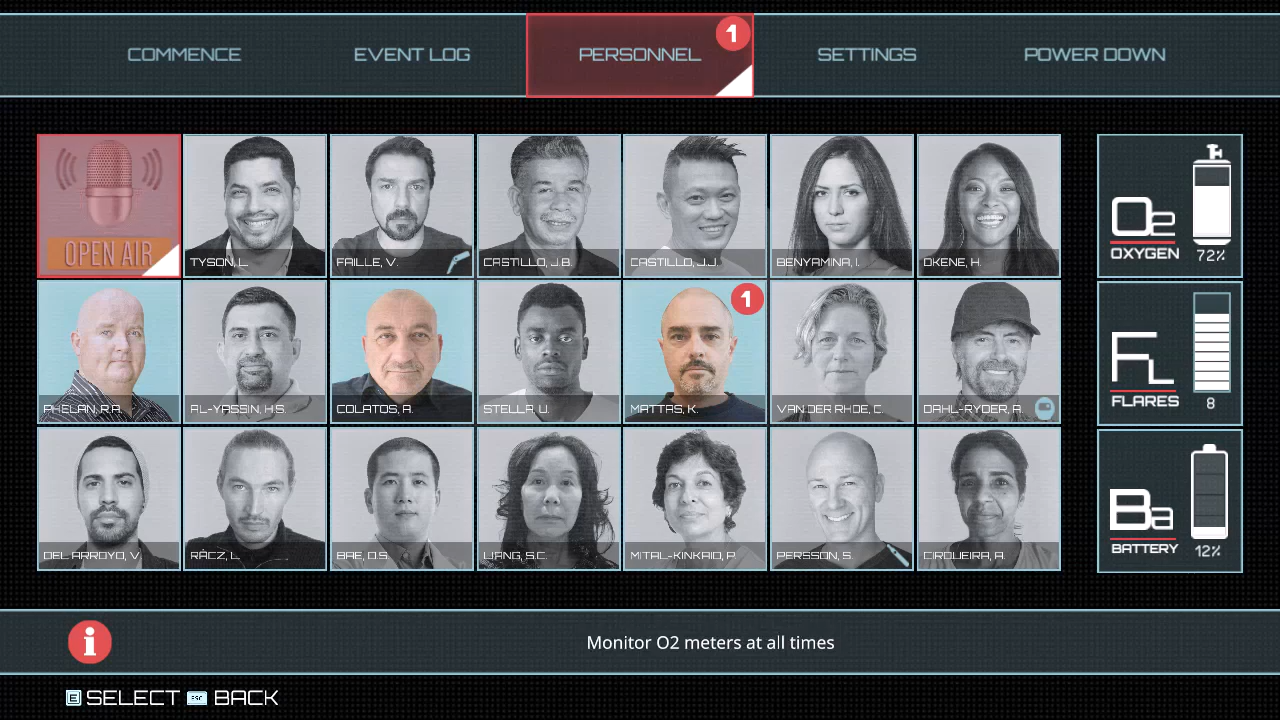 COMMENCE
EVENT LOG
PERSONNEL
1
SETTINGS
POWER DOWN
OPEN AIR
TYSON, L.
FAILLE, V.
CASTILLO, J.B.
CASTILLO, J.J.
BENYAMINA, I.
OKENE, H.
PHELAN, R.A.
AL-YASSIN, H.S.
COLATOS, A.
STELLA, U.
MATTAS, K.
1
VAN DER RHOE, C.
DAHL-RYDER, A.
DEL ARROYO, V.
RÁCZ, L.
BAE, D.S.
LIANG, S.C.
MITAL-KINKAID, P.
PERSSON, S.
CIRQUEIRA, A.
O2
OXYGEN
72%
FL
FLARES
8
Ba
BATTERY
12%
i
Monitor O2 meters at all times
E SELECT ESC BACK